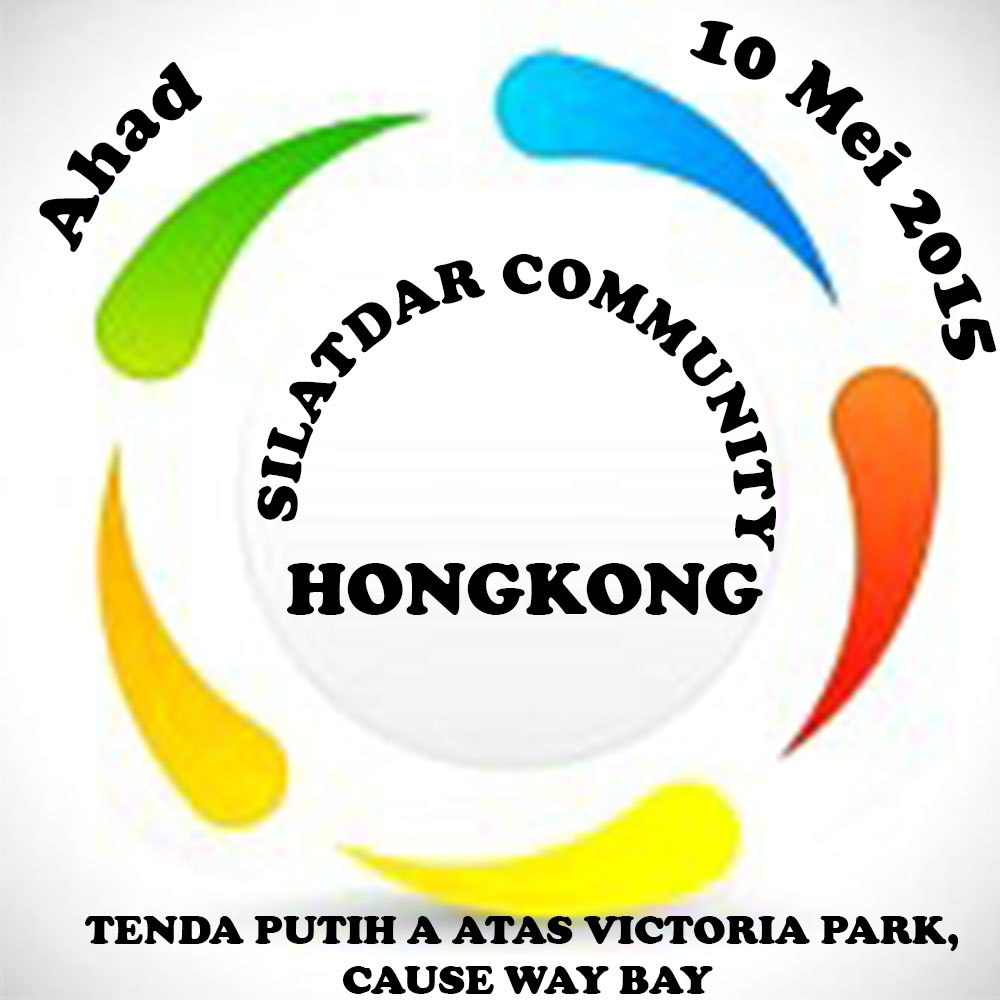 Ahad
10 Mei 2015
SILATDAR COMMUNITY
HONGKONG
TENDA PUTIH A ATAS VICTORIA PARK,
CAUSE WAY BAY